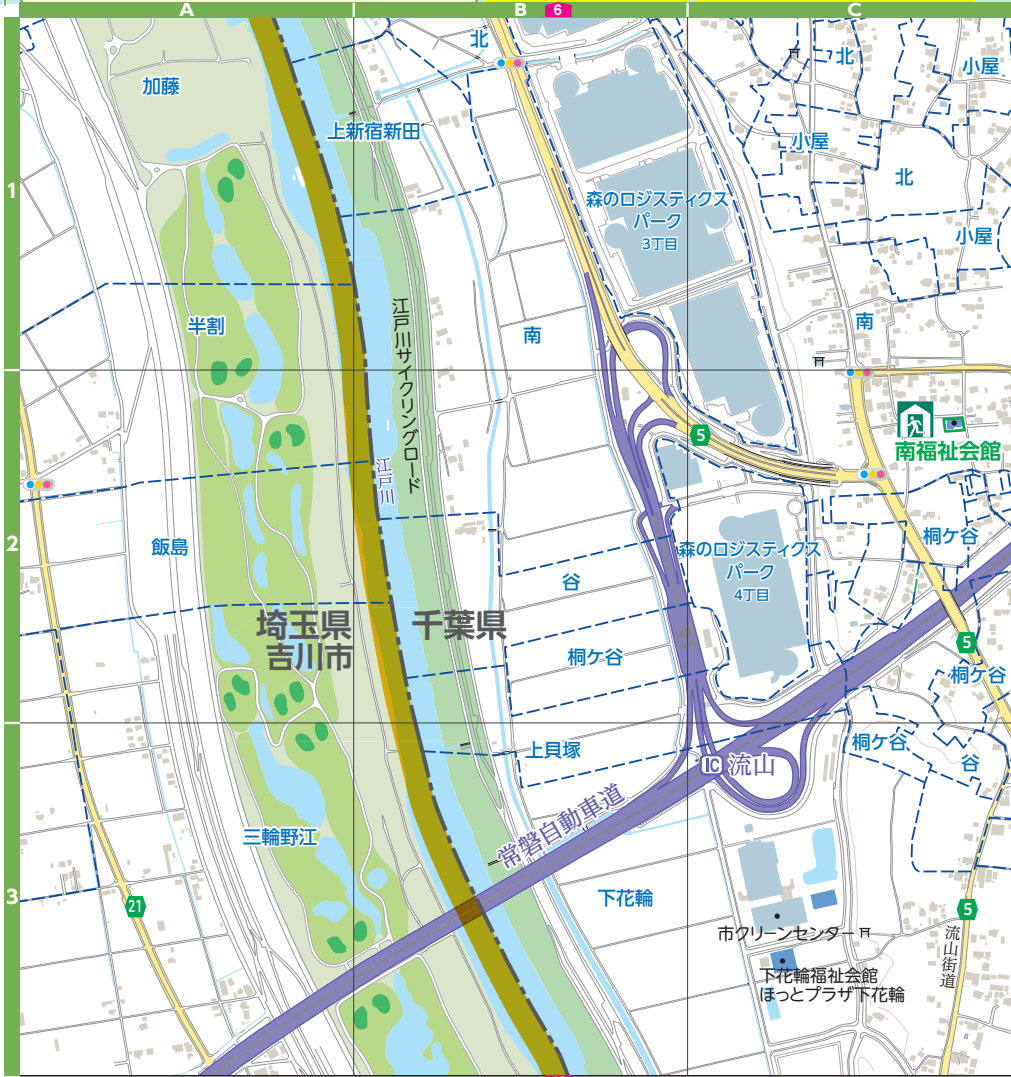 A
B
6
C
1
2
3
加藤
上新宿新田
北
北
小屋
小屋
北
小屋
森のロジスティクス
パーク
3丁目
半割
江戸川サイクリングロード
南
南
5
南福祉会館
江戸川
飯島
谷
森のロジスティクス
パーク
4丁目
桐ケ谷
埼玉県
吉川市
千葉県
桐ケ谷
5
桐ケ谷
上貝塚
IC 流山
桐ケ谷
谷
常磐自動車道
三輪野江
下花輪
21
5
市クリーンセンター
流山街道
下花輪福祉会館
ほっとプラザ下花輪